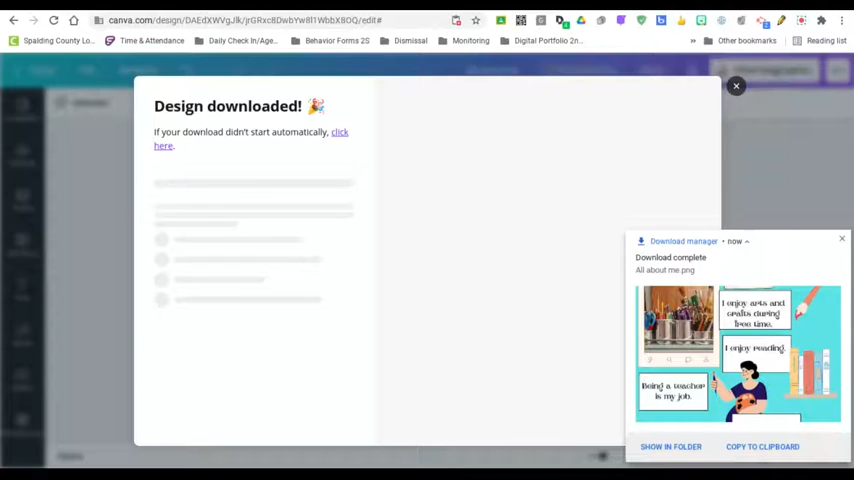 canva.com/design/DAEdXWVgJlk/jrGRxc8DwbYw8l1WbbX8OQ/edit#
Spalding County Lo...
Time & Attendance
Daily Check In/Age...
Behavior Forms 2S
Dismissal
Monitoring
Digital Portfolio 2n...
»
Other bookmarks
Reading list
Design downloaded! 🎉
If your download didn't start automatically, click
here.
Download manager • now
Download complete
All about me.png
I enjoy arts and
crafts during
free time.
I enjoy reading.
Being a teacher
is my job.
SHOW IN FOLDER
COPY TO CLIPBOARD